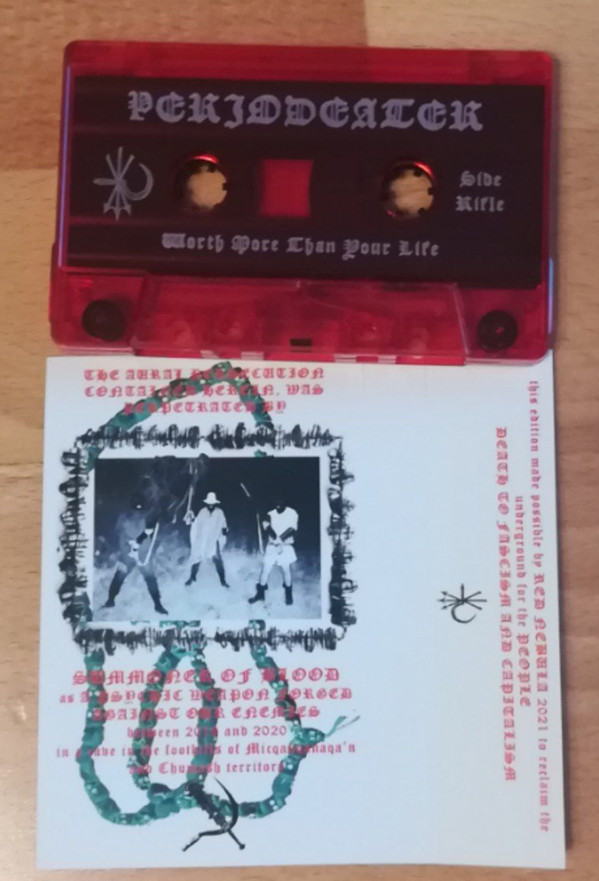 PERIODEATER
Side
Rifle
Worth More Than Your Life
THE AURAL PERSECUTION
CONTAINED HEREIN, WAS
PERPETRATED BY
SUMMONER OF BLOOD
as A PSYCHIC WEAPON FORGED
AGAINST OUR ENEMIES
between and 2020
in a cave in the foothills of
and Chumash territory
this edition made possible by RED NEBULA 2021 to reclaim the
underground for the PEOPLE
DEATH TO FASCISM AND CAPITALISM